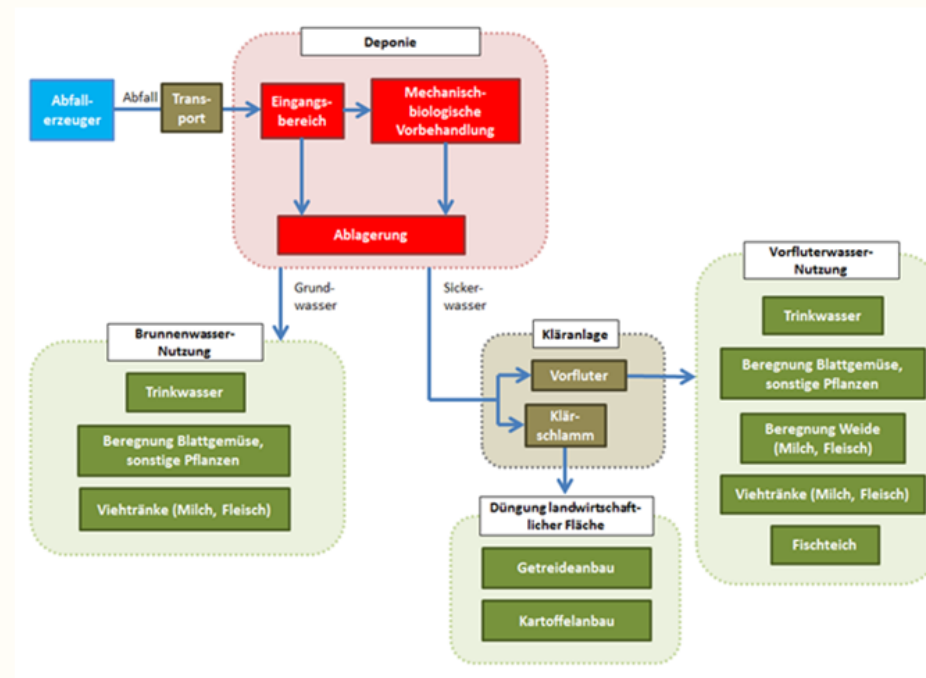 Deponie
Abfall-
erzeuger
Abfall
Trans-
port
Eingangs-
bereich
Mechanisch-
biologische
Vorbehandlung
Ablagerung
Grund-
wasser
Sicker-
wasser
Brunnenwasser-
Nutzung
Trinkwasser
Beregnung Blattgemüse,
sonstige Pflanzen
Viehtränke (Milch, Fleisch)
Kläranlage
Vorfluter
Klär-
schlamm
Düngung landwirtschaft-
licher Fläche
Getreideanbau
Kartoffelanbau
Vorfluterwasser-
Nutzung
Trinkwasser
Beregnung Blattgemüse,
sonstige Pflanzen
Beregnung Weide
(Milch, Fleisch)
Viehtränke (Milch, Fleisch)
Fischteich